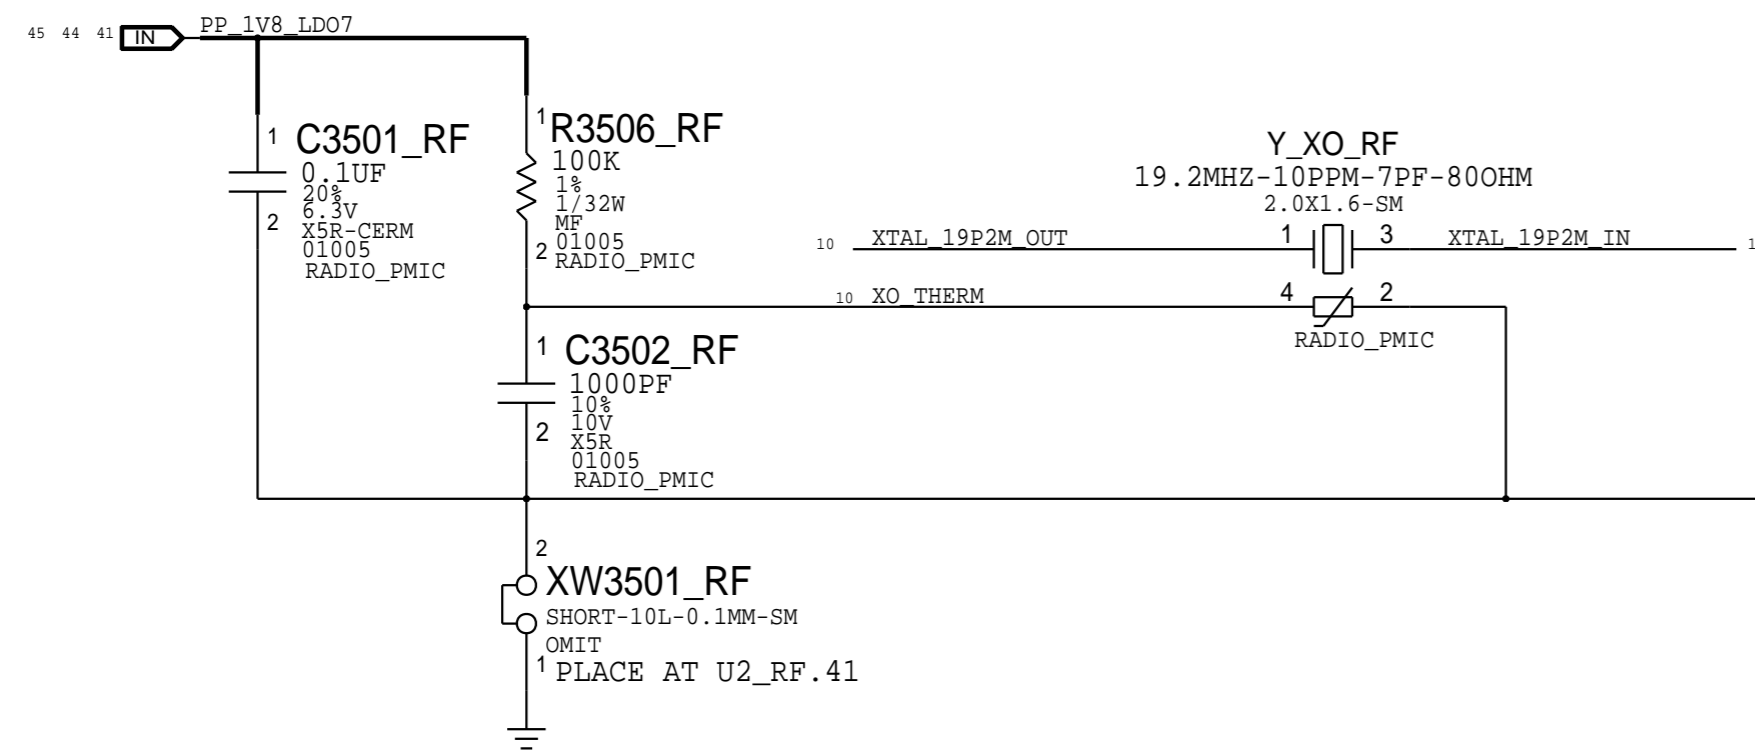 45 44 41 IN PP_1V8_LDO7
1 C3501_RF
0.1UF
20%
6.3V
2 X5R-CERM
01005
RADIO_PMIC
1 R3506_RF
100K
1%
1/32W
MF
01005
2 RADIO_PMIC
Y_XO_RF
19.2MHZ-10PPM-7PF-80OHM
2.0X1.6-SM
10 XTAL_19P2M_OUT 1 3 XTAL_19P2M_IN 1
10 XO_THERM 4 2
RADIO_PMIC
1 C3502_RF
1000PF
10%
10V
2 X5R
01005
RADIO_PMIC
2
XW3501_RF
SHORT-10L-0.1MM-SM
OMIT
1 PLACE AT U2_RF.41